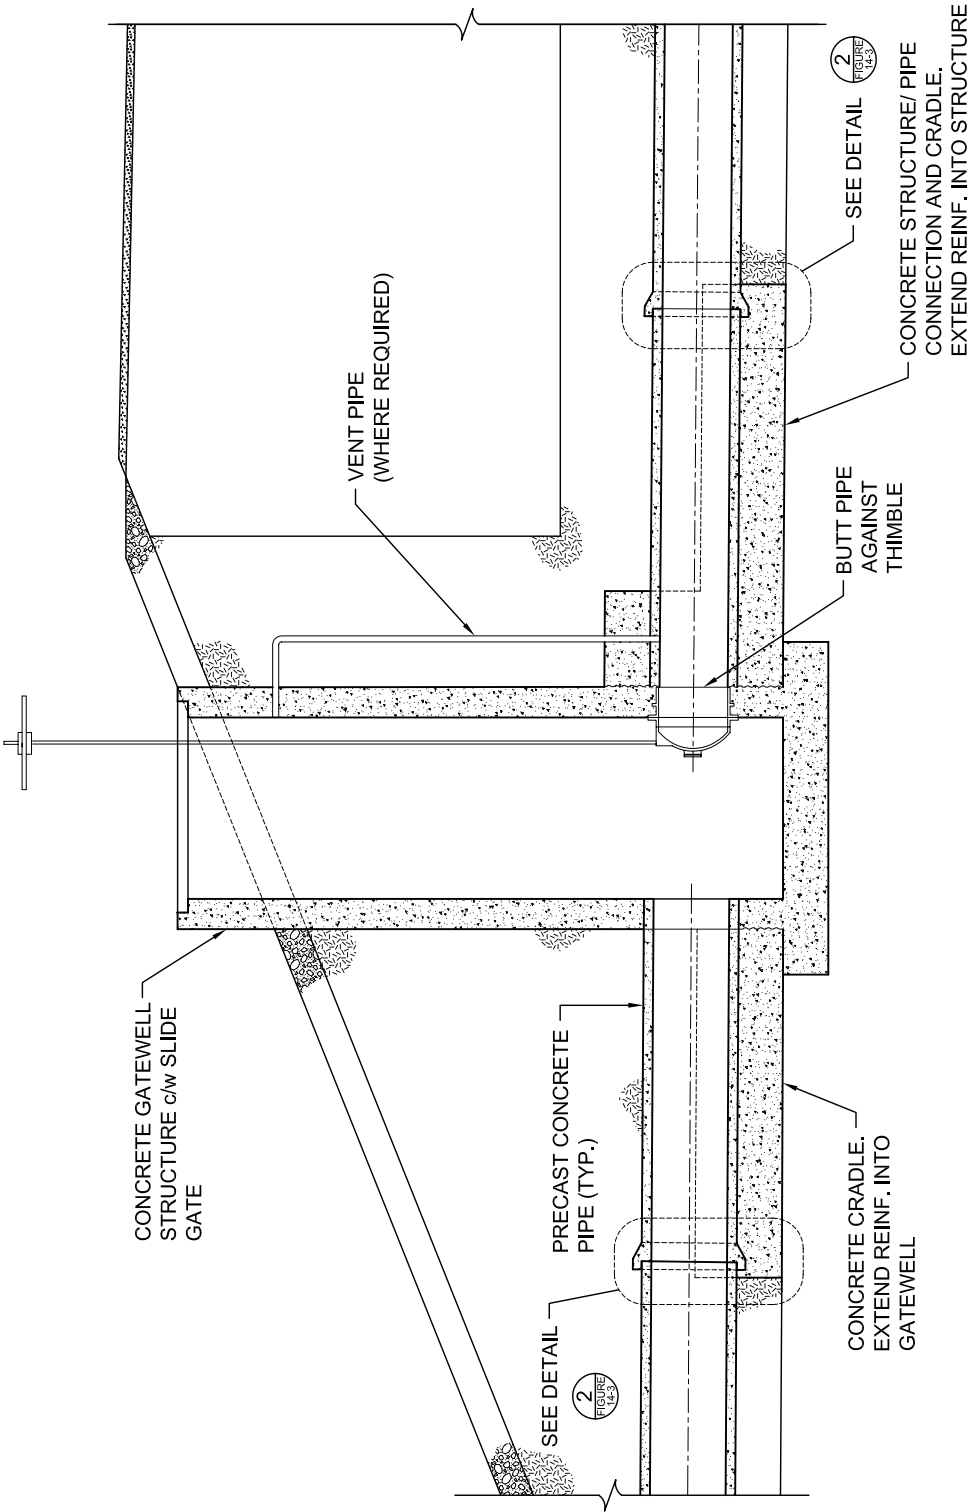 CONCRETE GATEWELL
STRUCTURE c/w SLIDE
GATE
VENT PIPE
(WHERE REQUIRED)
SEE DETAIL
2
FIGURE
14-3
PRECAST CONCRETE
PIPE (TYP.)
SEE DETAIL
2
FIGURE
14-3
CONCRETE CRADLE.
EXTEND REINF. INTO
GATEWELL
BUTT PIPE
AGAINST
THIMBLE
CONCRETE STRUCTURE/ PIPE
CONNECTION AND CRADLE.
EXTEND REINF. INTO STRUCTURE